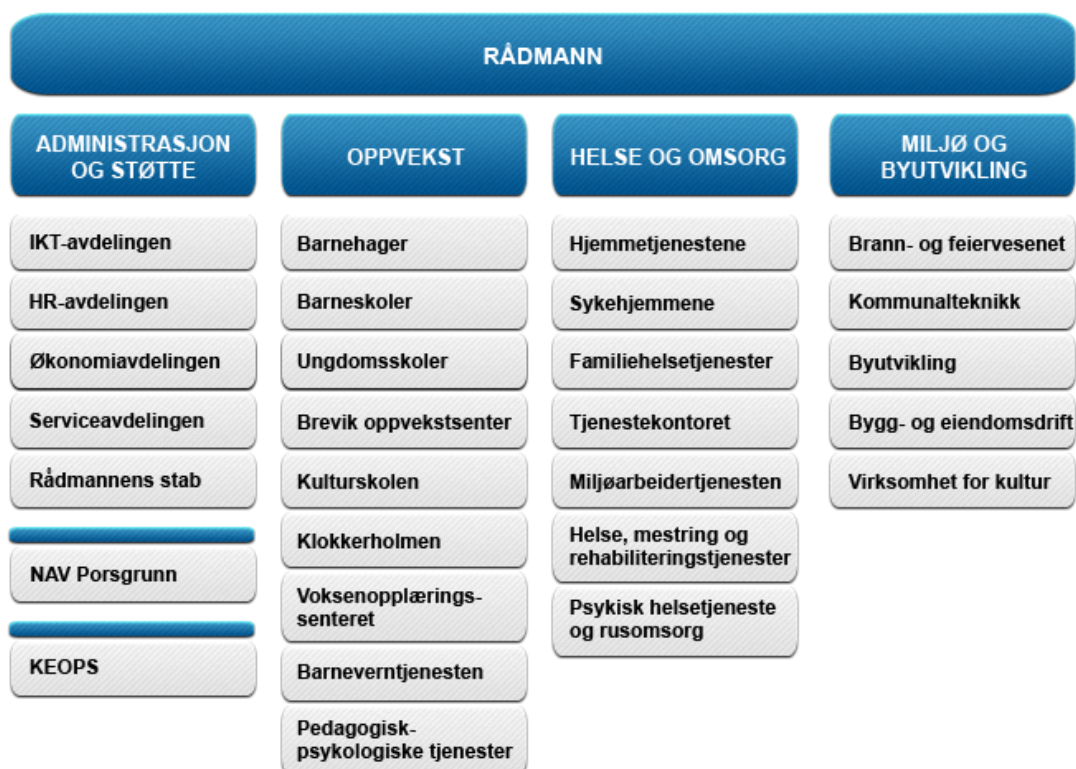 RÅDMANN
ADMINISTRASJON
OG STØTTE
IKT-avdelingen
HR-avdelingen
Økonomiavdelingen
Serviceavdelingen
Rådmannens stab
NAV Porsgrunn
KEOPS
OPPVEKST
Barnehager
Barneskoler
Ungdomsskoler
Brevik oppvekstsenter
Kulturskolen
Klokkerholmen
Voksenopplærings-
senteret
Barneverntjenesten
Pedagogisk-
psykologiske tjenester
HELSE OG OMSORG
Hjemmetjenestene
Sykehjemmene
Familiehelsetjenester
Tjenestekontoret
Miljøarbeidertjenesten
Helse, mestring og
rehabiliteringstjenester
Psykisk helsetjeneste
og rusomsorg
MILJØ OG
BYUTVIKLING
Brann- og feiervesenet
Kommunalteknikk
Byutvikling
Bygg- og eiendomsdrift
Virksomhet for kultur